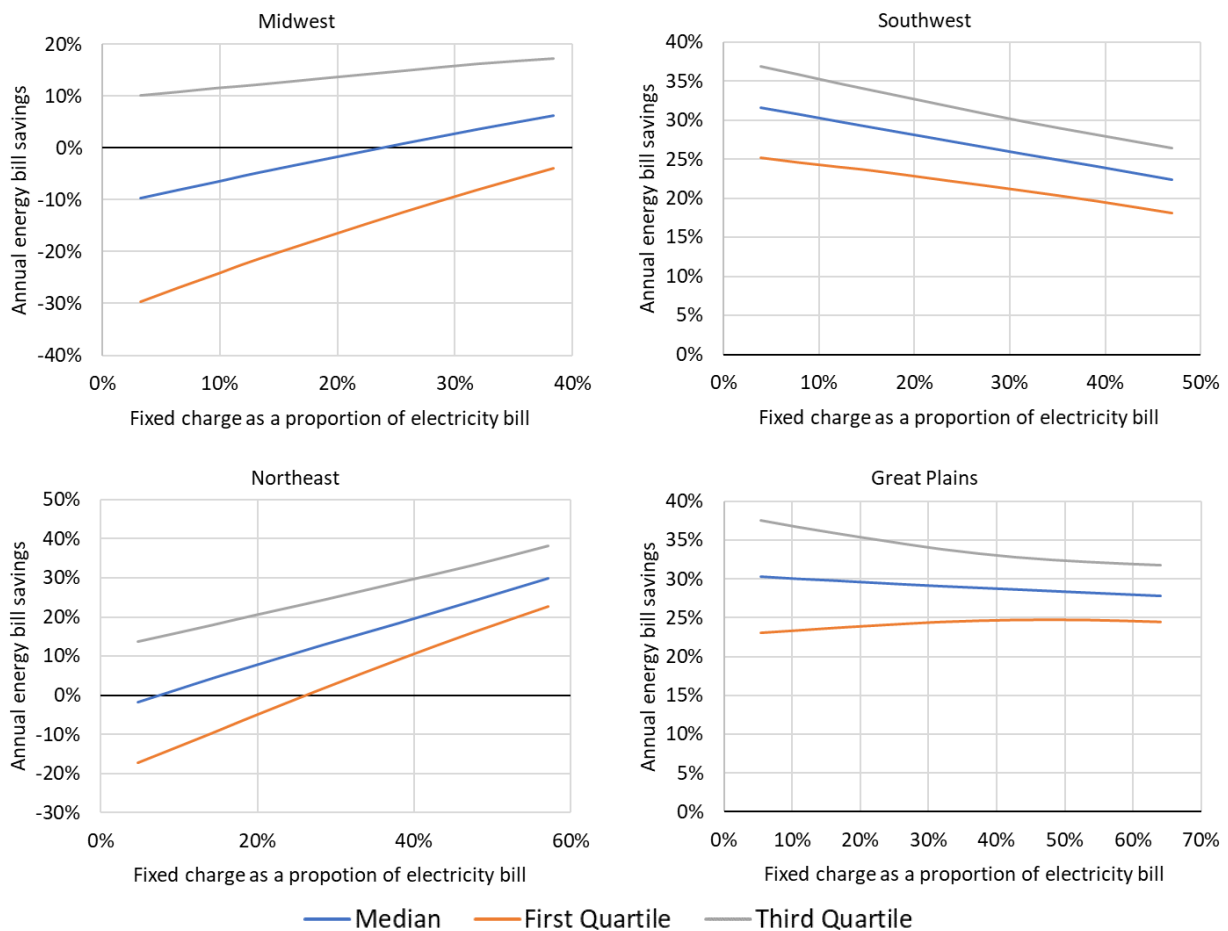 Midwest
Annual energy bill savings
20%
10%
0%
-10%
-20%
-30%
-40%
0% 10% 20% 30% 40%
Fixed charge as a proportion of electricity bill
Southwest
Annual energy bill savings
40%
35%
30%
25%
20%
15%
10%
5%
0%
0% 10% 20% 30% 40% 50%
Fixed charge as a proportion of electricity bill
Northeast
Annual energy bill savings
50%
40%
30%
20%
10%
0%
-10%
-20%
-30%
0% 20% 40% 60%
Fixed charge as a propotion of electricity bill
Great Plains
Annual energy bill savings
40%
35%
30%
25%
20%
15%
10%
5%
0%
0% 10% 20% 30% 40% 50% 60% 70%
Fixed charge as a proportion of electricity bill
Median First Quartile Third Quartile